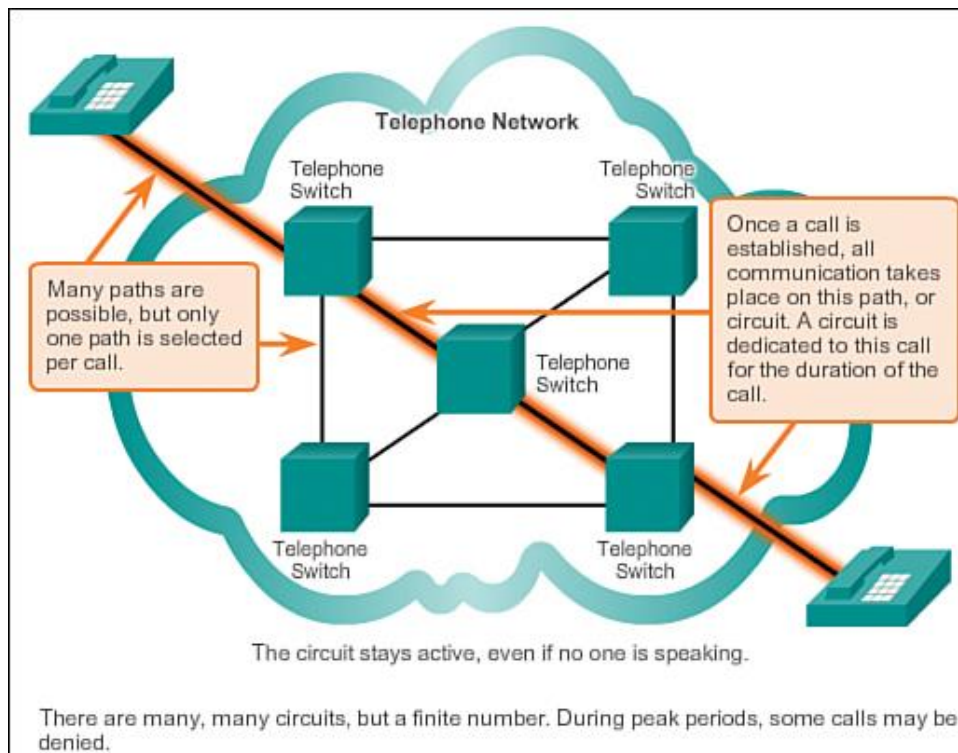 Telephone Network
Telephone
Switch
Telephone
Switch
Many paths are
possible, but only
one path is selected
per call.
Once a call is
established, all
communication takes
place on this path, or
circuit. A circuit is
dedicated to this call
for the duration of the
call.
Telephone
Switch
Telephone
Switch
Telephone
Switch
The circuit stays active, even if no one is speaking.
There are many, many circuits, but a finite number. During peak periods, some calls may be
denied.